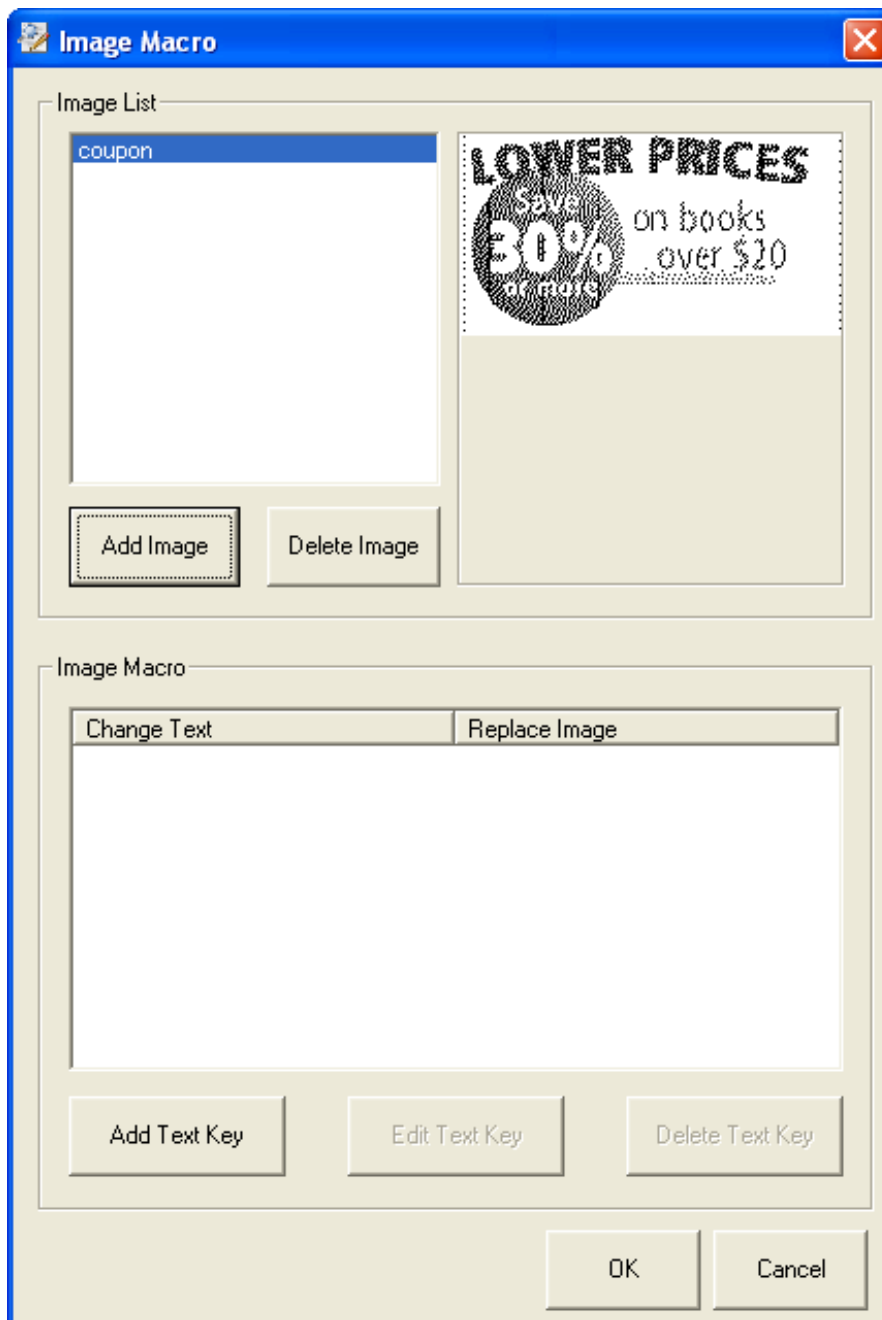 Image Macro
Image List
coupon
LOWER PRICES
Save
30%
or more
on books
over $20
Add Image
Delete Image
Image Macro
Change Text
Replace Image
Add Text Key
Edit Text Key
Delete Text Key
OK
Cancel